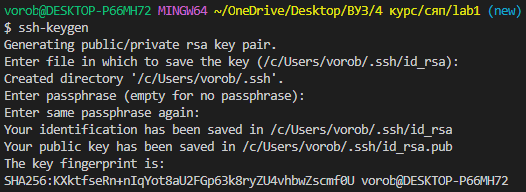 vorob@DESKTOP-P66MH72 MINGW64 ~/OneDrive/Desktop/ВУЗ/4 курс/сяп/lab1 (new)
$ ssh-keygen
Generating public/private rsa key pair.
Enter file in which to save the key (/c/Users/vorob/.ssh/id_rsa):
Created directory '/c/Users/vorob/.ssh'.
Enter passphrase (empty for no passphrase):
Enter same passphrase again:
Your identification has been saved in /c/Users/vorob/.ssh/id_rsa
Your public key has been saved in /c/Users/vorob/.ssh/id_rsa.pub
The key fingerprint is:
SHA256:KXktfseRn+nIqYot8aU2FGp63k8ryZU4vhbwZscmf0U vorob@DESKTOP-P66MH72